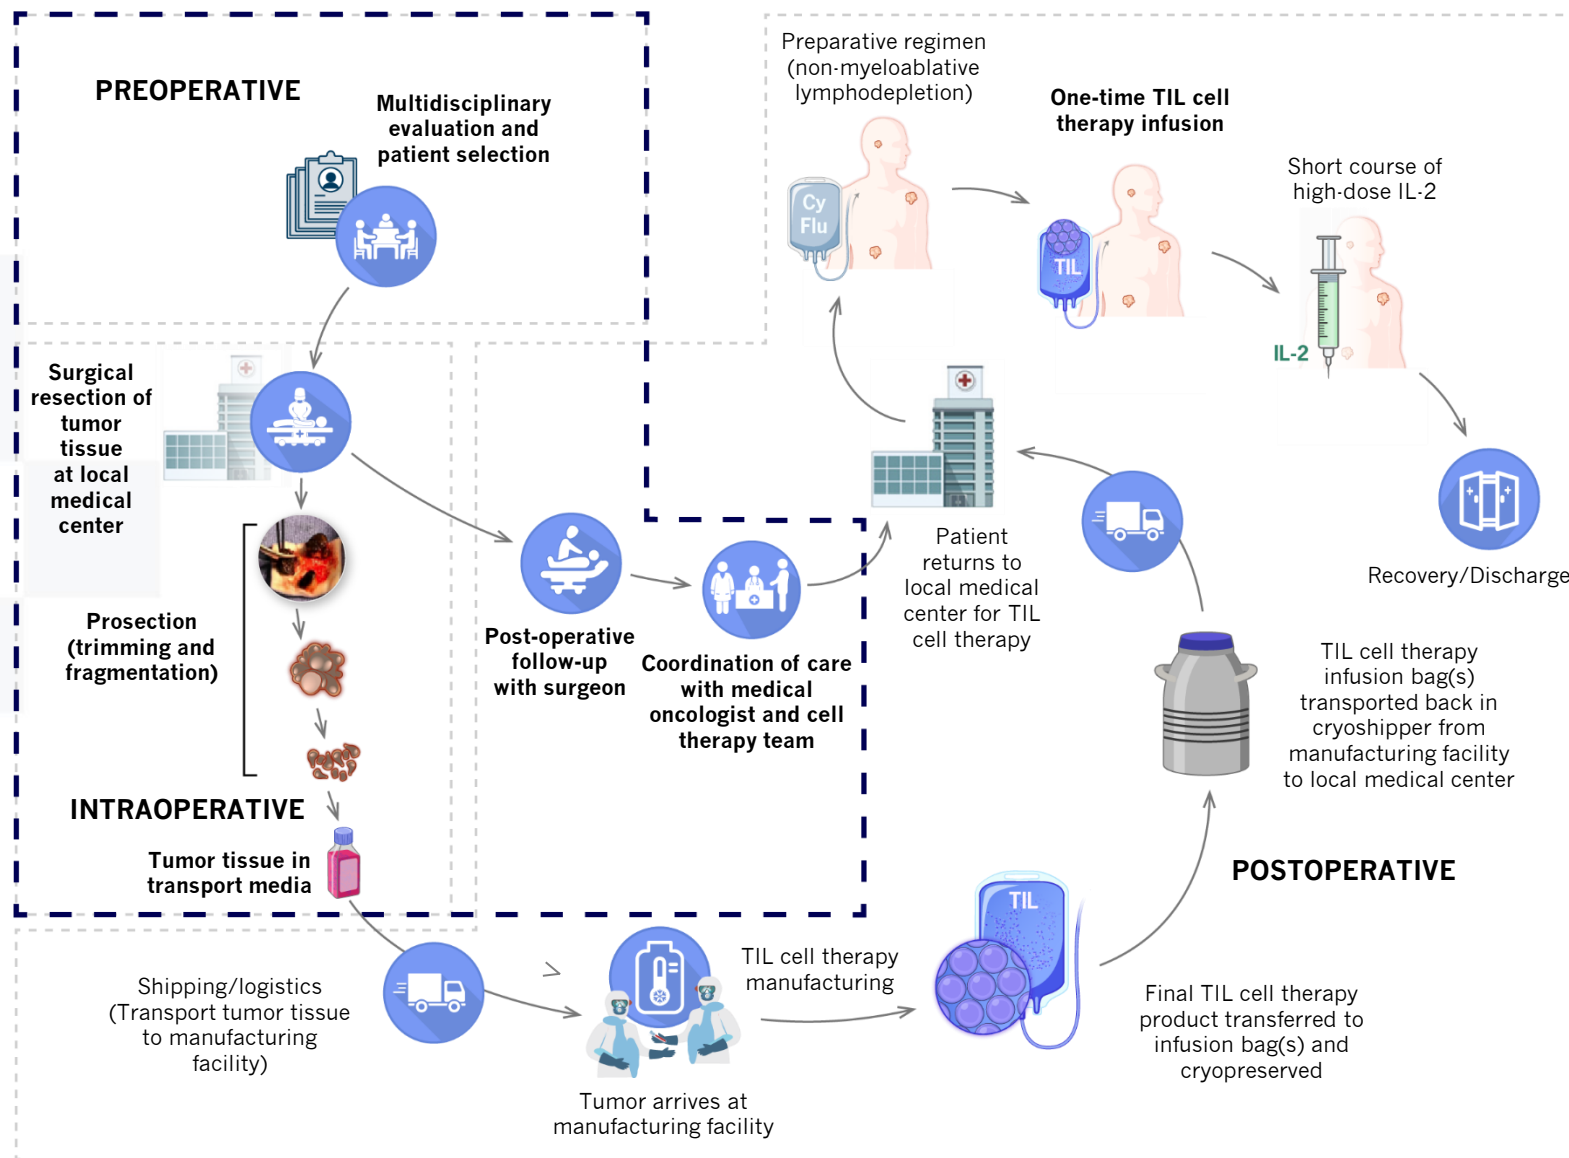 PREOPERATIVE
Multidisciplinary
evaluation and
patient selection
Surgical
resection of
tumor
tissue
at local
medical
center
Prosection
(trimming and
fragmentation)
INTRAOPERATIVE
Tumor tissue in
transport media
Post-operative
follow-up
with surgeon
Coordination of care
with medical
oncologist and cell
therapy team
Shipping/logistics
(Transport tumor tissue
to manufacturing
facility)
Tumor arrives at
manufacturing facility
TIL cell therapy
manufacturing
TIL
Final TIL cell therapy
product transferred to
infusion bag(s) and
cryopreserved
POSTOPERATIVE
TIL cell therapy
infusion bag(s)
transported back in
cryoshipper from
manufacturing facility
to local medical center
Patient
returns to
local medical
center for TIL
cell therapy
Preparative regimen
(non-myeloablative
lymphodepletion)
Cy
Flu
One-time TIL cell
therapy infusion
TIL
Short course of
high-dose IL-2
IL-2
Recovery/Discharge